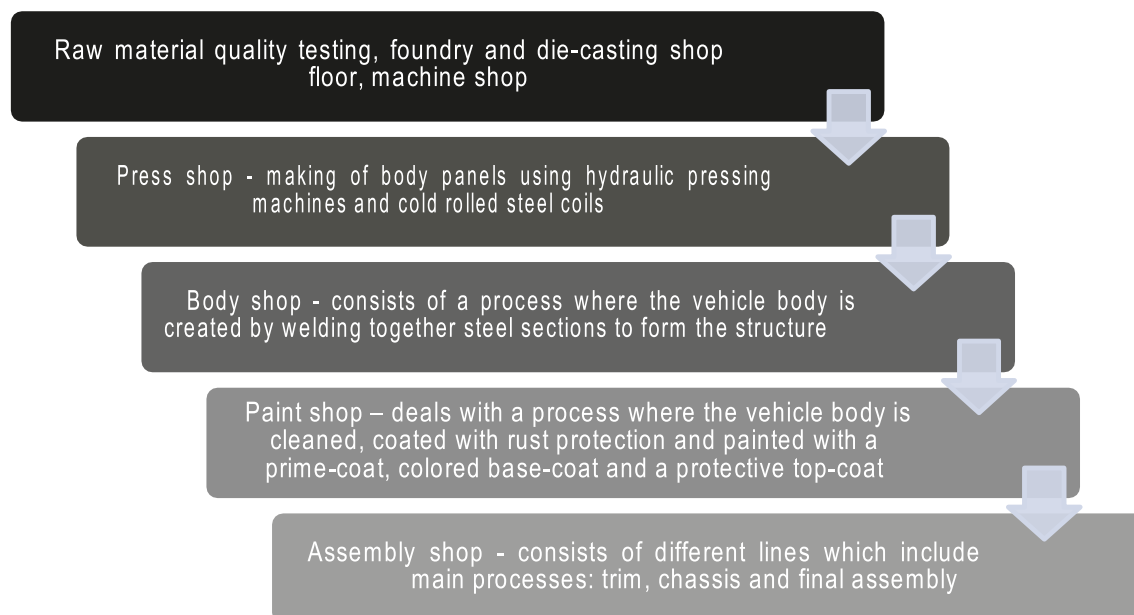 Raw material quality testing, foundry and die-casting shop
floor, machine shop
Press shop - making of body panels using hydraulic pressing
machines and cold rolled steel coils
Body shop - consists of a process where the vehicle body is
created by welding together steel sections to form the structure
Paint shop – deals with a process where the vehicle body is
cleaned, coated with rust protection and painted with a
prime-coat, colored base-coat and a protective top-coat
Assembly shop - consists of different lines which include
main processes: trim, chassis and final assembly